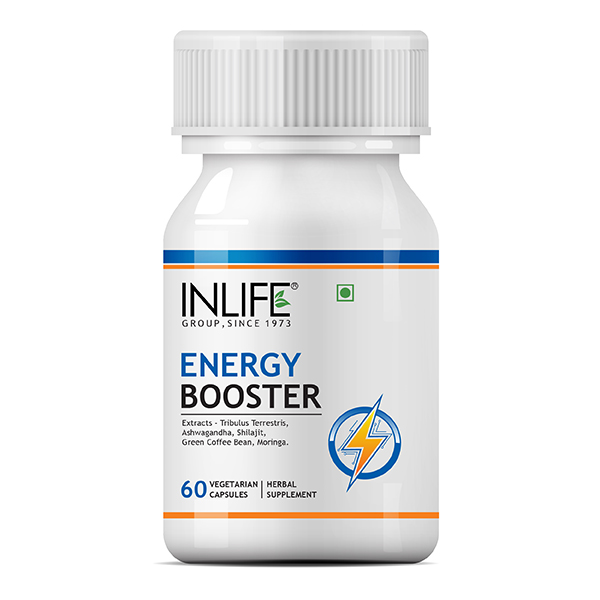 INLIFE®
GROUP, SINCE 1973
ENERGY
BOOSTER
Extracts - Tribulus Terrestris,
Ashwagandha, Shilajit,
Green Coffee Bean, Moringa.
60 VEGETARIAN CAPSULES | HERBAL SUPPLEMENT